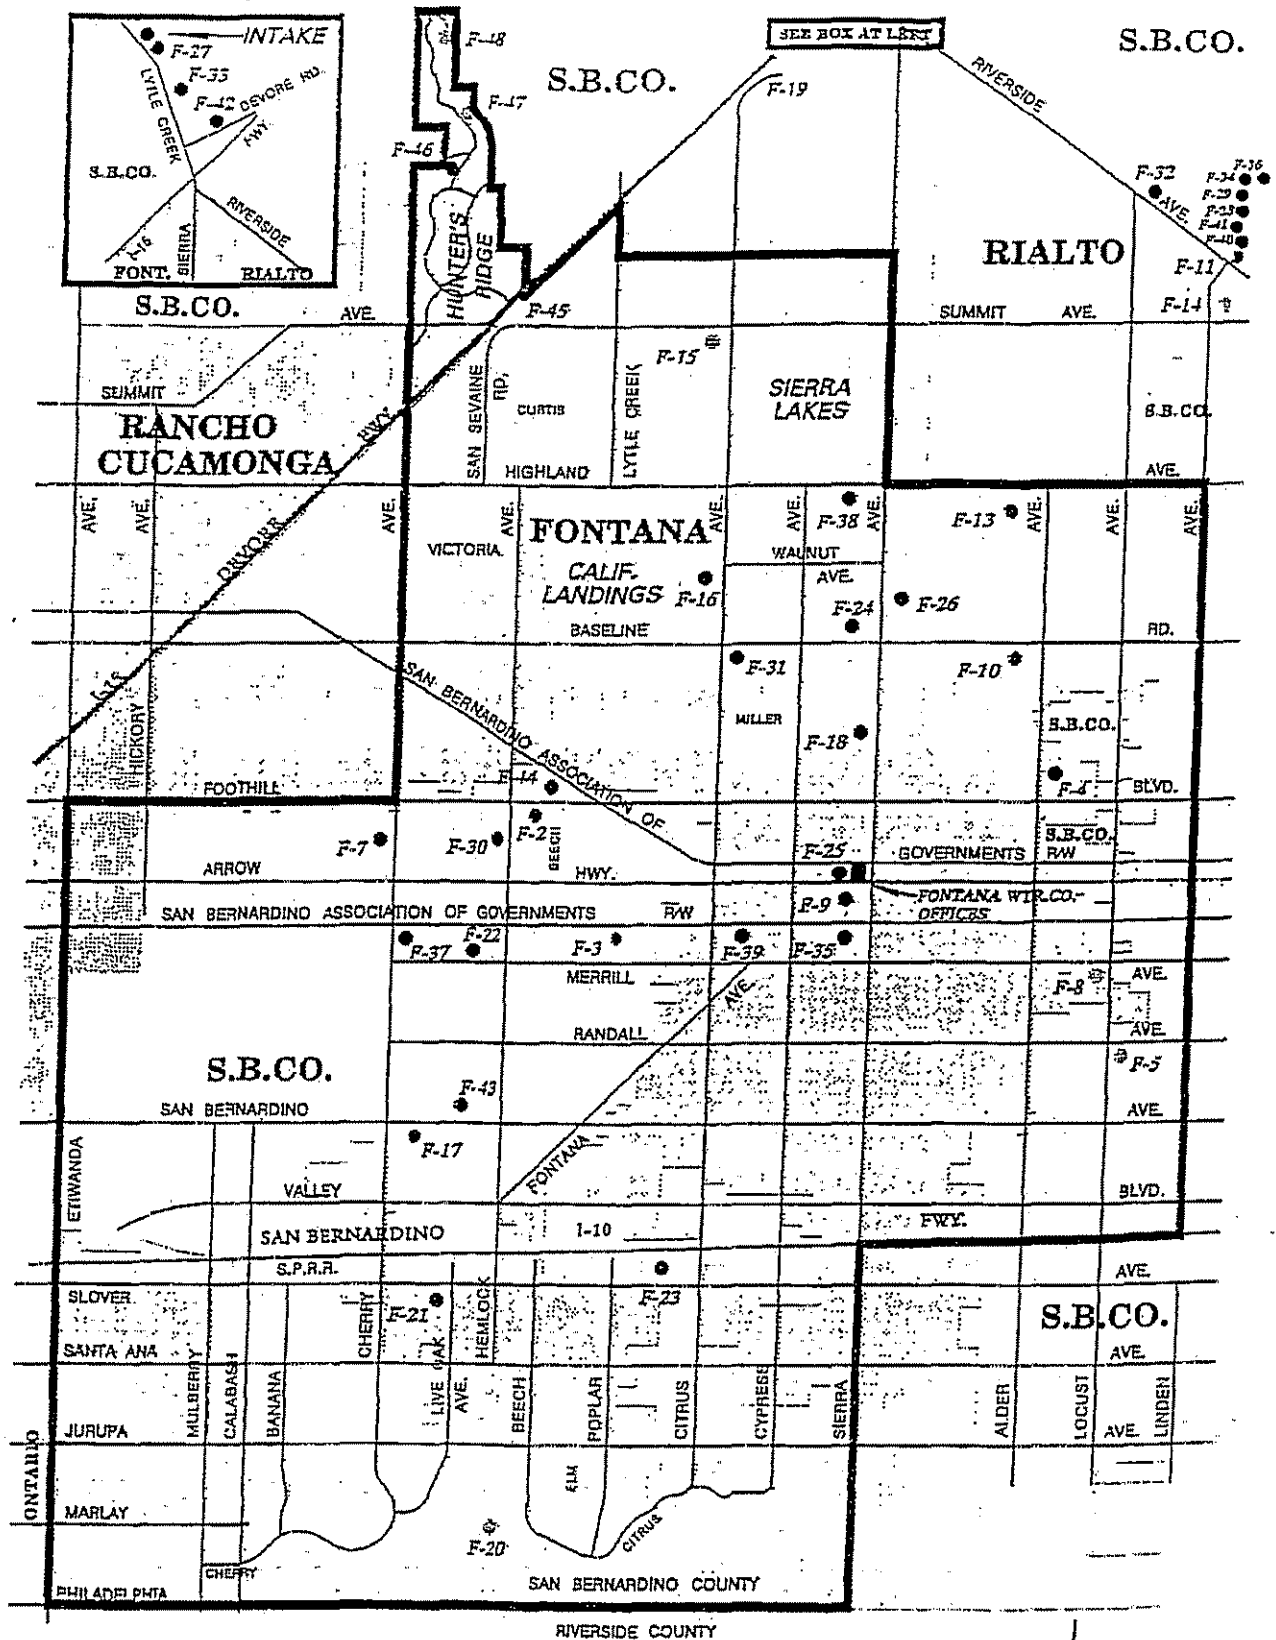 INTAKE
F-27
F-33
F-42
DEVORE RD.
LYTLE CREEK
FWY.
S.B.CO.
RIVERSIDE
I-15
SIERRA
FONT.
RIALTO
F-48
S.B.CO.
SEE BOX AT LEFT
S.B.CO.
F-47
F-19
RIVERSIDE
F-46
F-32
F-36
F-34
F-29
AVE.
F-41
F-40
HUNTER'S
RIDGE
RIALTO
F-11
S.B.CO.
AVE.
F-45
SUMMIT
AVE.
F-14
F-15
SUMMIT
SAN SEVAINE
RD.
CURTIS
LYTLE CREEK
SIERRA
LAKES
S.B.CO.
RANCHO
CUCAMONGA
FWY.
HIGHLAND
AVE.
AVE.
AVE.
AVE.
AVE.
FONTANA
AVE.
AVE.
F-38
AVE.
F-13
AVE.
AVE.
AVE.
VICTORIA
WALNUT
AVE.
CALIF.
LANDINGS
F-16
F-24
F-26
BASELINE
RD.
I-15
SAN BERNARDINO ASSOCIATION OF
F-31
F-10
HICKORY
MILLER
F-18
S.B.CO.
FOOTHILL
F-4
BLVD.
F-7
F-30
F-2
BEECH
F-25
S.B.CO.
GOVERNMENTS
R/W
ARROW
HWY.
FONTANA WTR.CO.
OFFICES
SAN BERNARDINO ASSOCIATION OF GOVERNMENTS
R/W
F-9
F-37
F-22
F-3
F-39
F-35
MERRILL
AVE.
F-8
AVE.
RANDALL
AVE.
F-5
S.B.CO.
F-43
SAN BERNARDINO
AVE.
F-17
FONTANA
ETIWANDA
VALLEY
BLVD.
SAN BERNARDINO
I-10
FWY.
S.P.R.R.
AVE.
SLOVER
CHERRY
F-21
HEMLOCK
F-23
S.B.CO.
SANTA ANA
AVE.
MULBERRY
CALABASH
BANANA
LIVE OAK
AVE.
BEECH
POPLAR
CITRUS
CYPRESS
SIERRA
ALDER
LOCUST
LINDEN
JURUPA
AVE.
ONTARIO
ELM
MARLAY
F-20
CITRUS
CHERRY
PHILADELPHIA
SAN BERNARDINO COUNTY
RIVERSIDE COUNTY